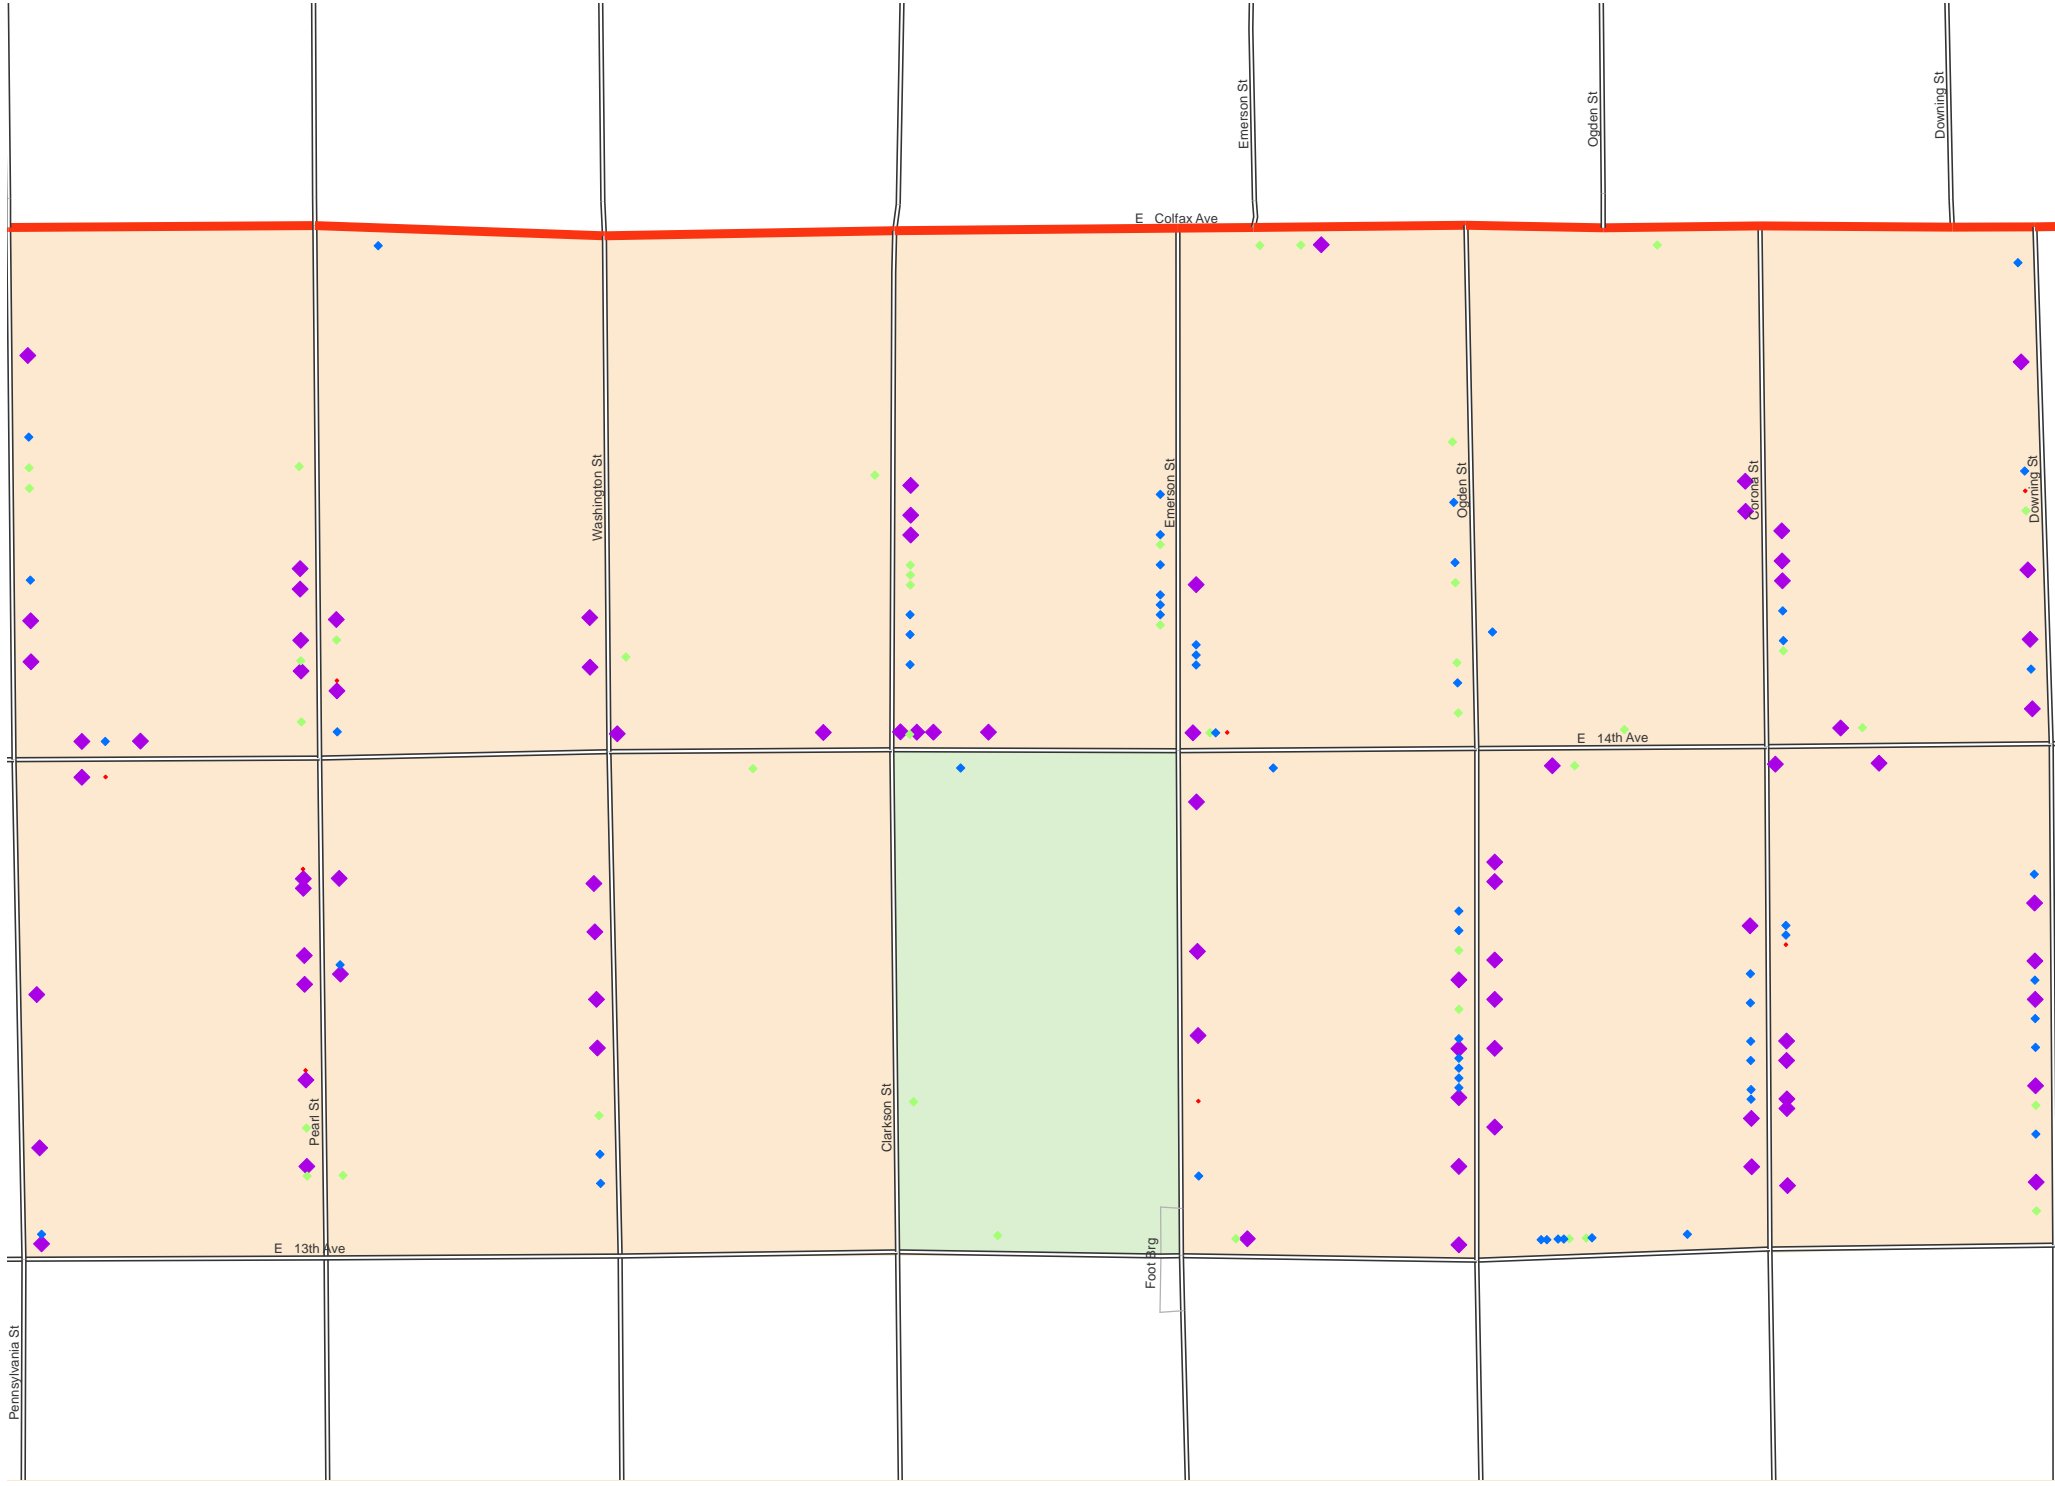 Emerson St
Ogden St
Downing St
E Colfax Ave
Washington St
Emerson St
Ogden St
Corona St
Downing St
E 14th Ave
Pearl St
Clarkson St
E 13th Ave
Foot Brg
Pennsylvania St